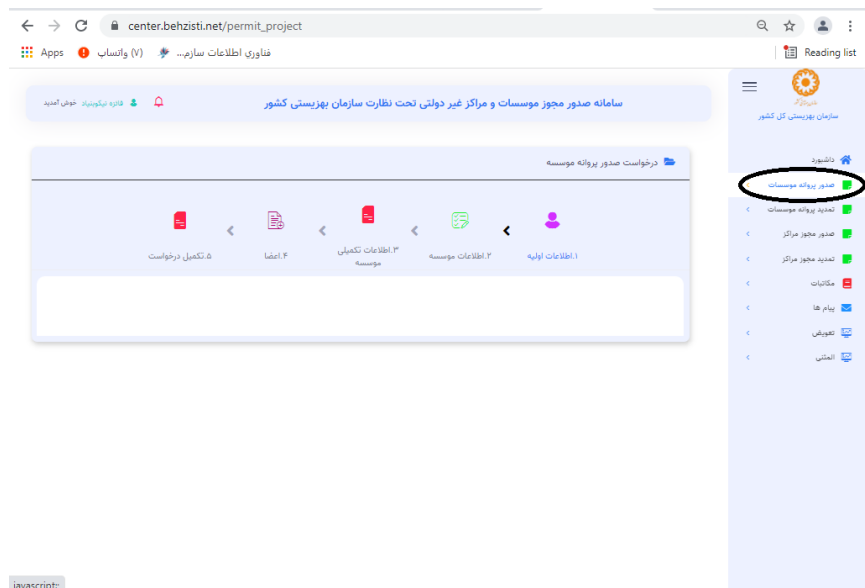 center.behzisti.net/permit_project
Apps
(۷) واتساپ
فناوري اطلاعات سازم...
Reading list
سازمان بهزیستی کل کشور
سامانه صدور مجوز موسسات و مراکز غیر دولتی تحت نظارت سازمان بهزیستی کشور
فائزه نیکوبنیاد خوش آمدید
داشبورد
صدور پروانه موسسات
تمدید پروانه موسسات
صدور مجوز مراکز
تمدید مجوز مراکز
مکاتبات
پیام ها
تعویض
المثنی
درخواست صدور پروانه موسسه
۱.اطلاعات اولیه
۲.اطلاعات موسسه
۳.اطلاعات تکمیلی
موسسه
۴.اعضا
۵.تکمیل درخواست
javascript:;